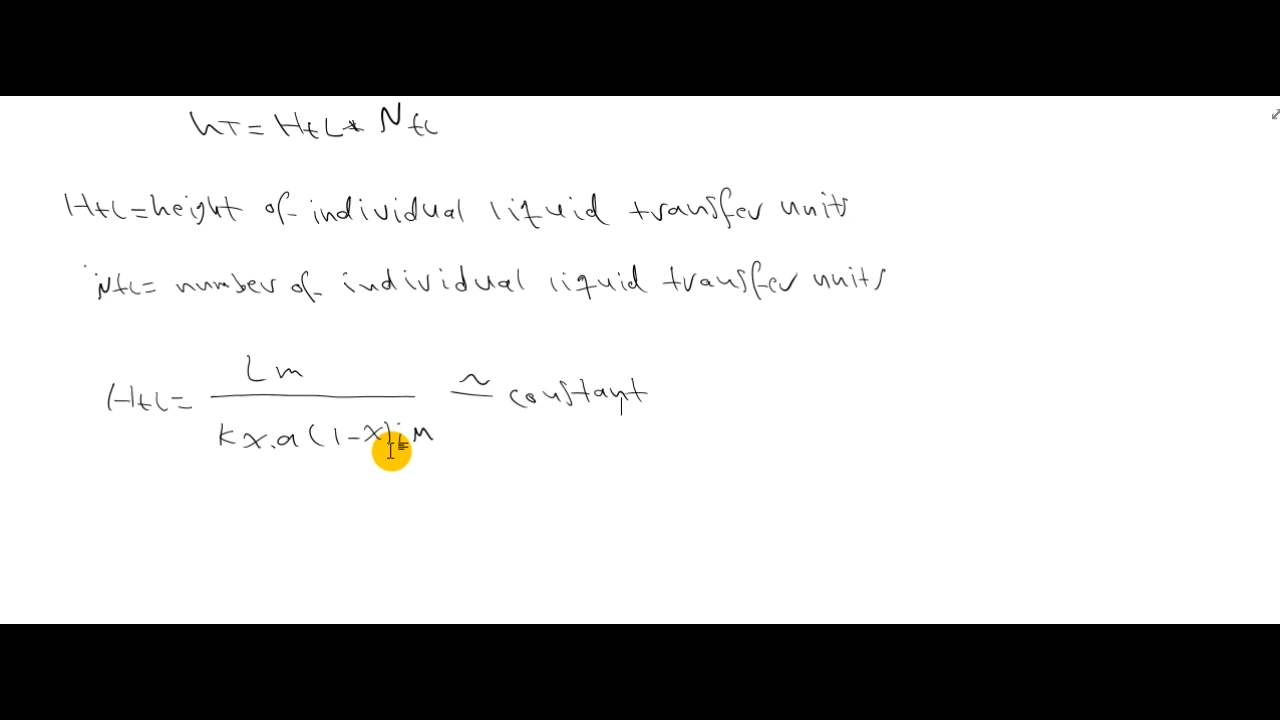 hT = HtL * NtL
HtL = height of individual liquid transfer units
NtL = number of individual liquid transfer units
HtL = Lm / kx.a(1-x)iM ≃ constant